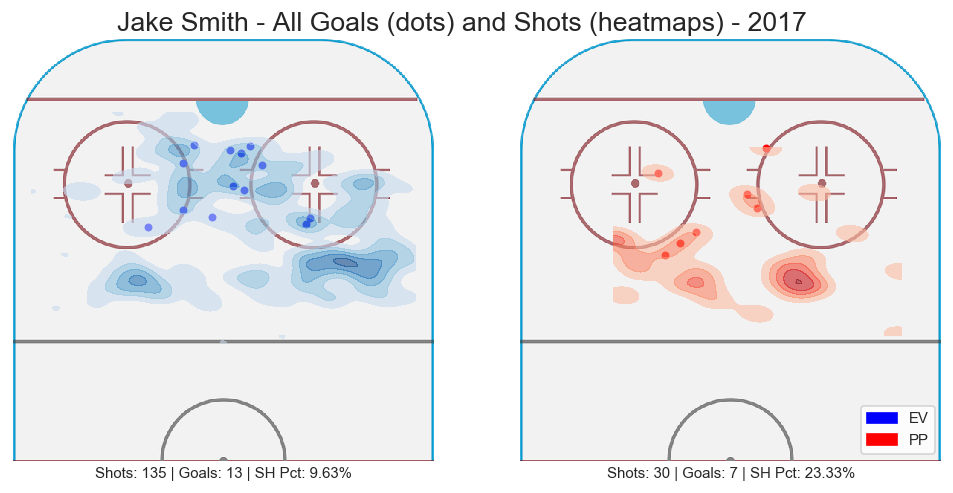 Jake Smith - All Goals (dots) and Shots (heatmaps) - 2017
EV
PP
Shots: 135 | Goals: 13 | SH Pct: 9.63%
Shots: 30 | Goals: 7 | SH Pct: 23.33%